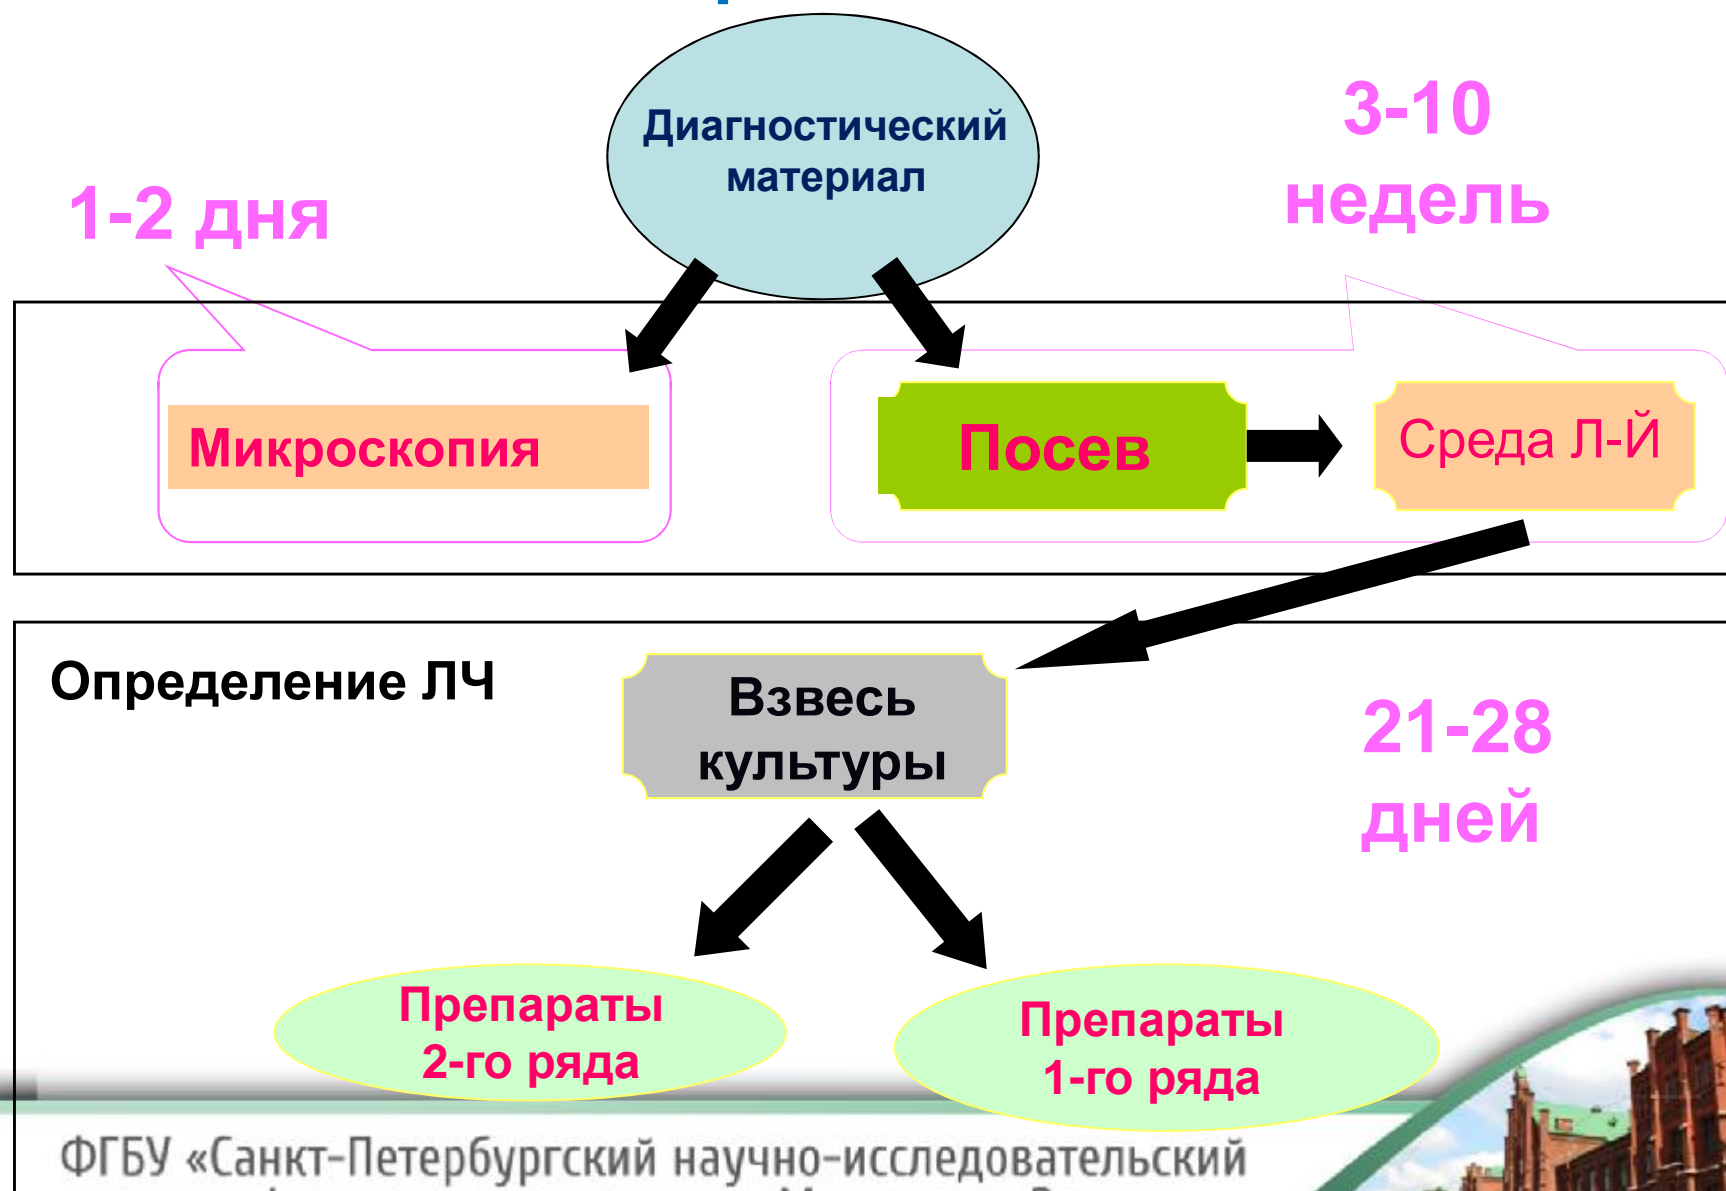 Диагностический
материал
3-10
недель
1-2 дня
Микроскопия
Посев
Среда Л-Й
Определение ЛЧ
Взвесь
культуры
21-28
дней
Препараты
2-го ряда
Препараты
1-го ряда
ФГБУ «Санкт-Петербургский научно-исследовательский